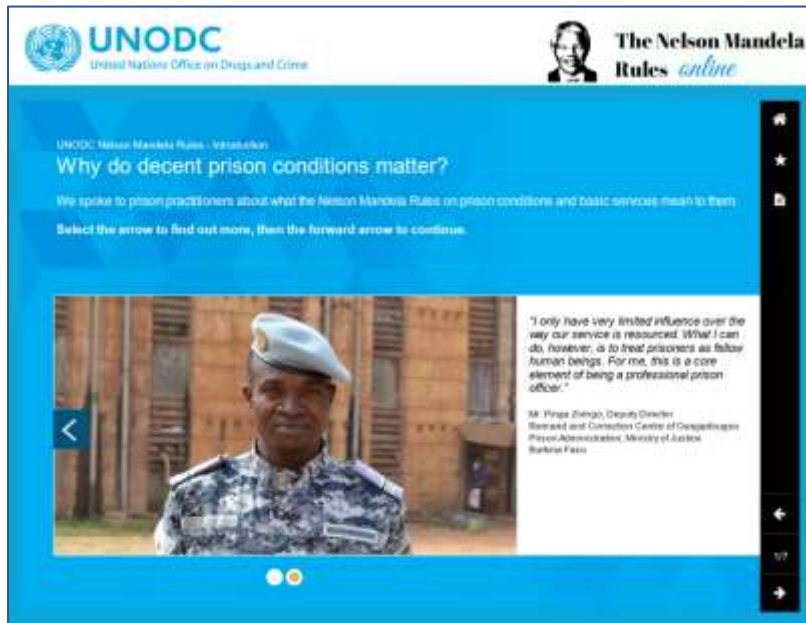 UNODC
United Nations Office on Drugs and Crime
The Nelson Mandela
Rules online
UNODC Nelson Mandela Rules - Introduction
Why do decent prison conditions matter?
We spoke to prison practitioners about what the Nelson Mandela Rules on prison conditions and basic services mean to them.
Select the arrow to find out more, then the forward arrow to continue.
"I only have very limited influence over the
way our service is resourced. What I can
do, however, is to treat prisoners as fellow
human beings. For me, this is a core
element of being a professional prison
officer."
Mr. Zongo, Deputy Director
Remand and Correction Centre of Ouagadougou
Prison Administration, Ministry of Justice
Burkina Faso
1/7